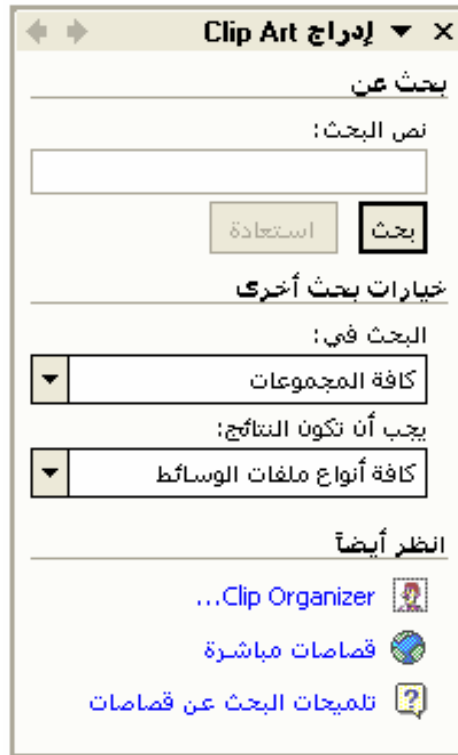 إدراج Clip Art
بحث عن
نص البحث:
بحث استعادة
خيارات بحث أخرى
البحث في:
كافة المجموعات
يجب أن تكون النتائج:
كافة أنواع ملفات الوسائط
انظر أيضاً
Clip Organizer...
قصاصات مباشرة
تلميحات البحث عن قصاصات